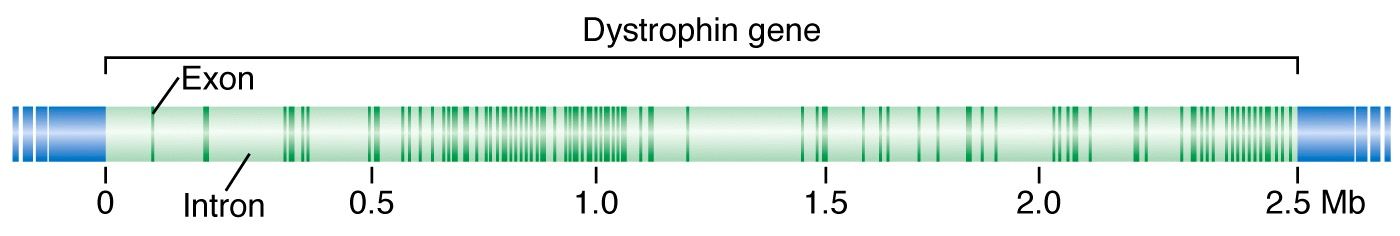 Dystrophin gene
Exon
Intron
0 0.5 1.0 1.5 2.0 2.5 Mb